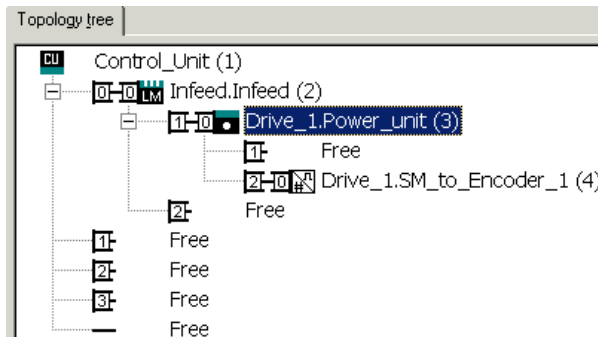 Topology tree
CU Control_Unit (1)
0 0 LM Infeed.Infeed (2)
1 0 Drive_1.Power_unit (3)
1 Free
2 0 # Drive_1.SM_to_Encoder_1 (4)
2 Free
1 Free
2 Free
3 Free
Free